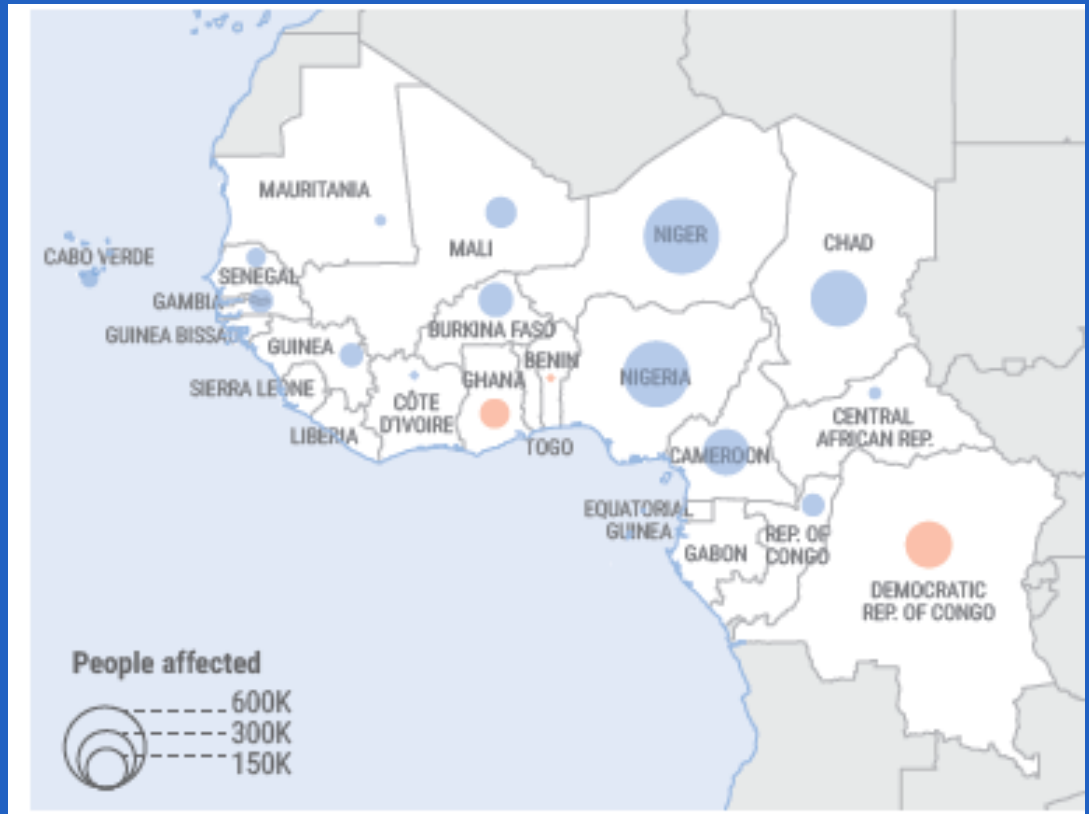 MAURITANIA
NIGER
MALI
CHAD
CABO VERDE
SENEGAL
GAMBIA
BURKINA FASO
GUINEA BISSAU
GUINEA
BENIN
GHANA
NIGERIA
SIERRA LEONE
CÔTE
D'IVOIRE
CENTRAL
AFRICAN REP.
LIBERIA
TOGO
CAMEROON
EQUATORIAL
GUINEA
GABON
REP. OF
CONGO
DEMOCRATIC
REP. OF CONGO
People affected
600K
300K
150K